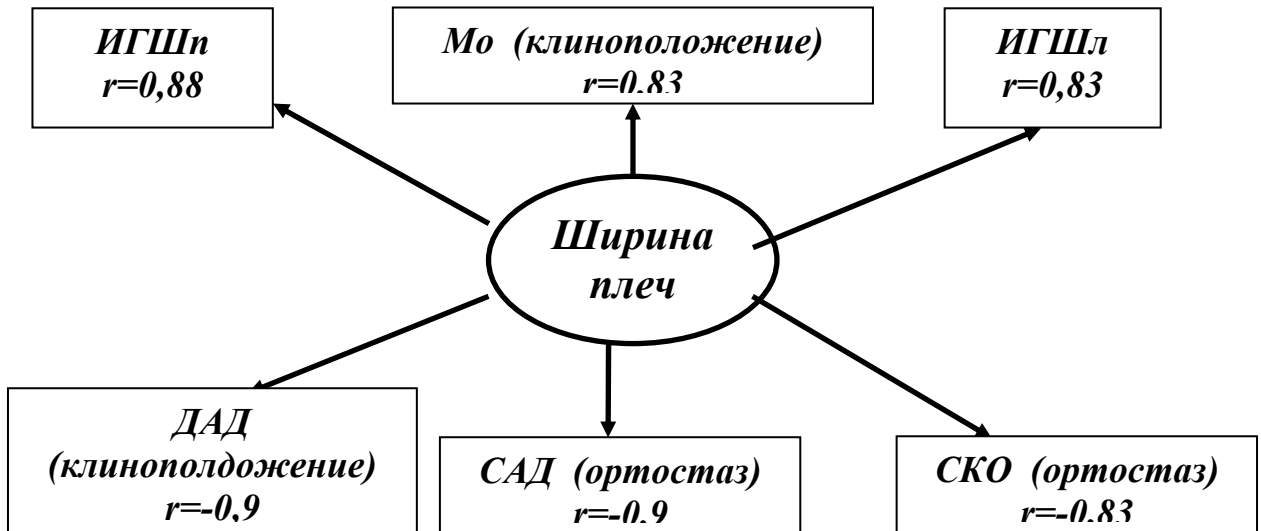 ИГШп
r=0,88
Мо (клиноположение)
r=0,83
ИГШл
r=0,83
Ширина
плеч
ДАД
(клинополдожение)
r=-0,9
САД (ортостаз)
r=-0,9
СКО (ортостаз)
r=-0,83